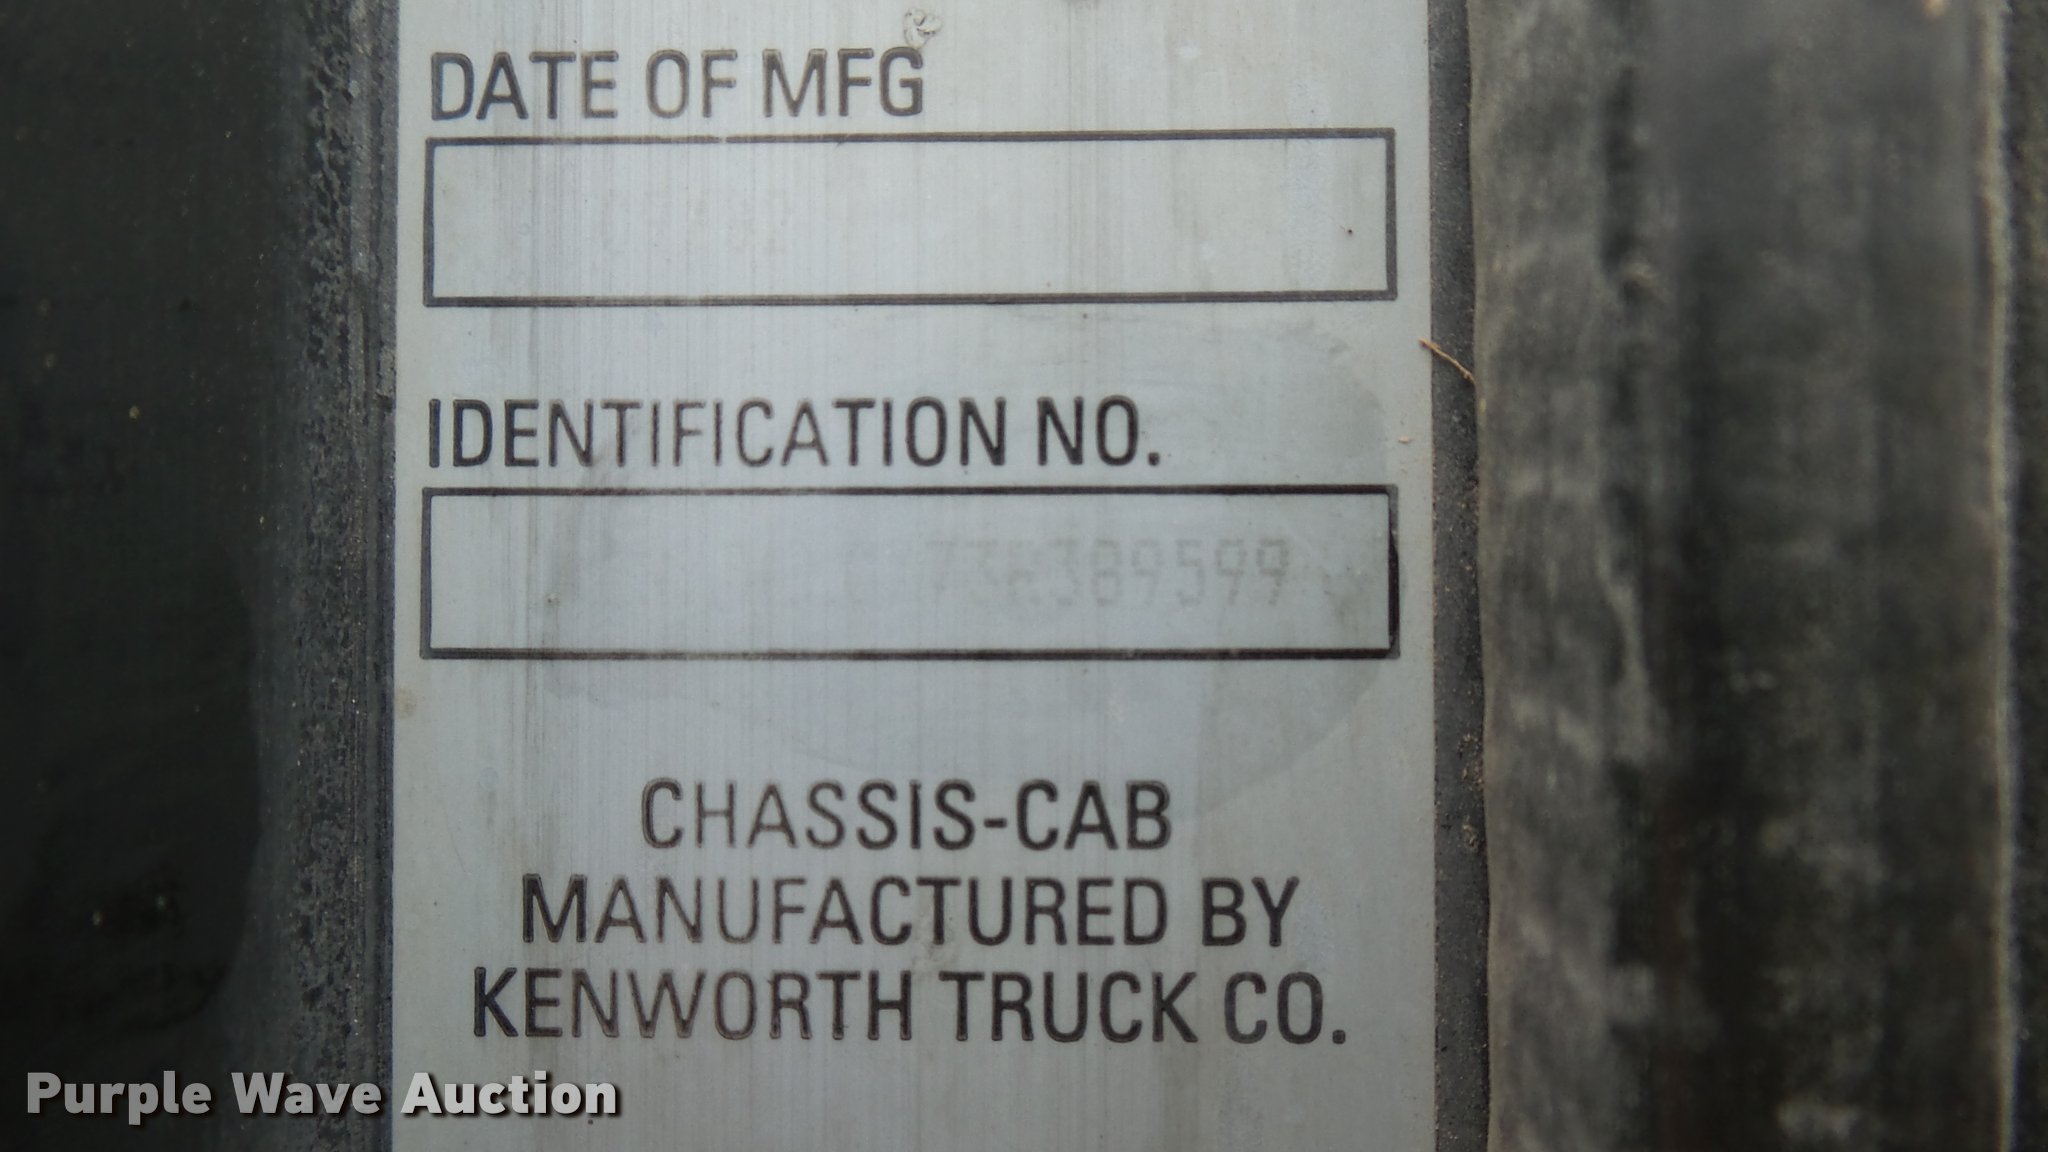 DATE OF MFG
IDENTIFICATION NO.
CHASSIS-CAB
MANUFACTURED BY
KENWORTH TRUCK CO.
Purple Wave Auction